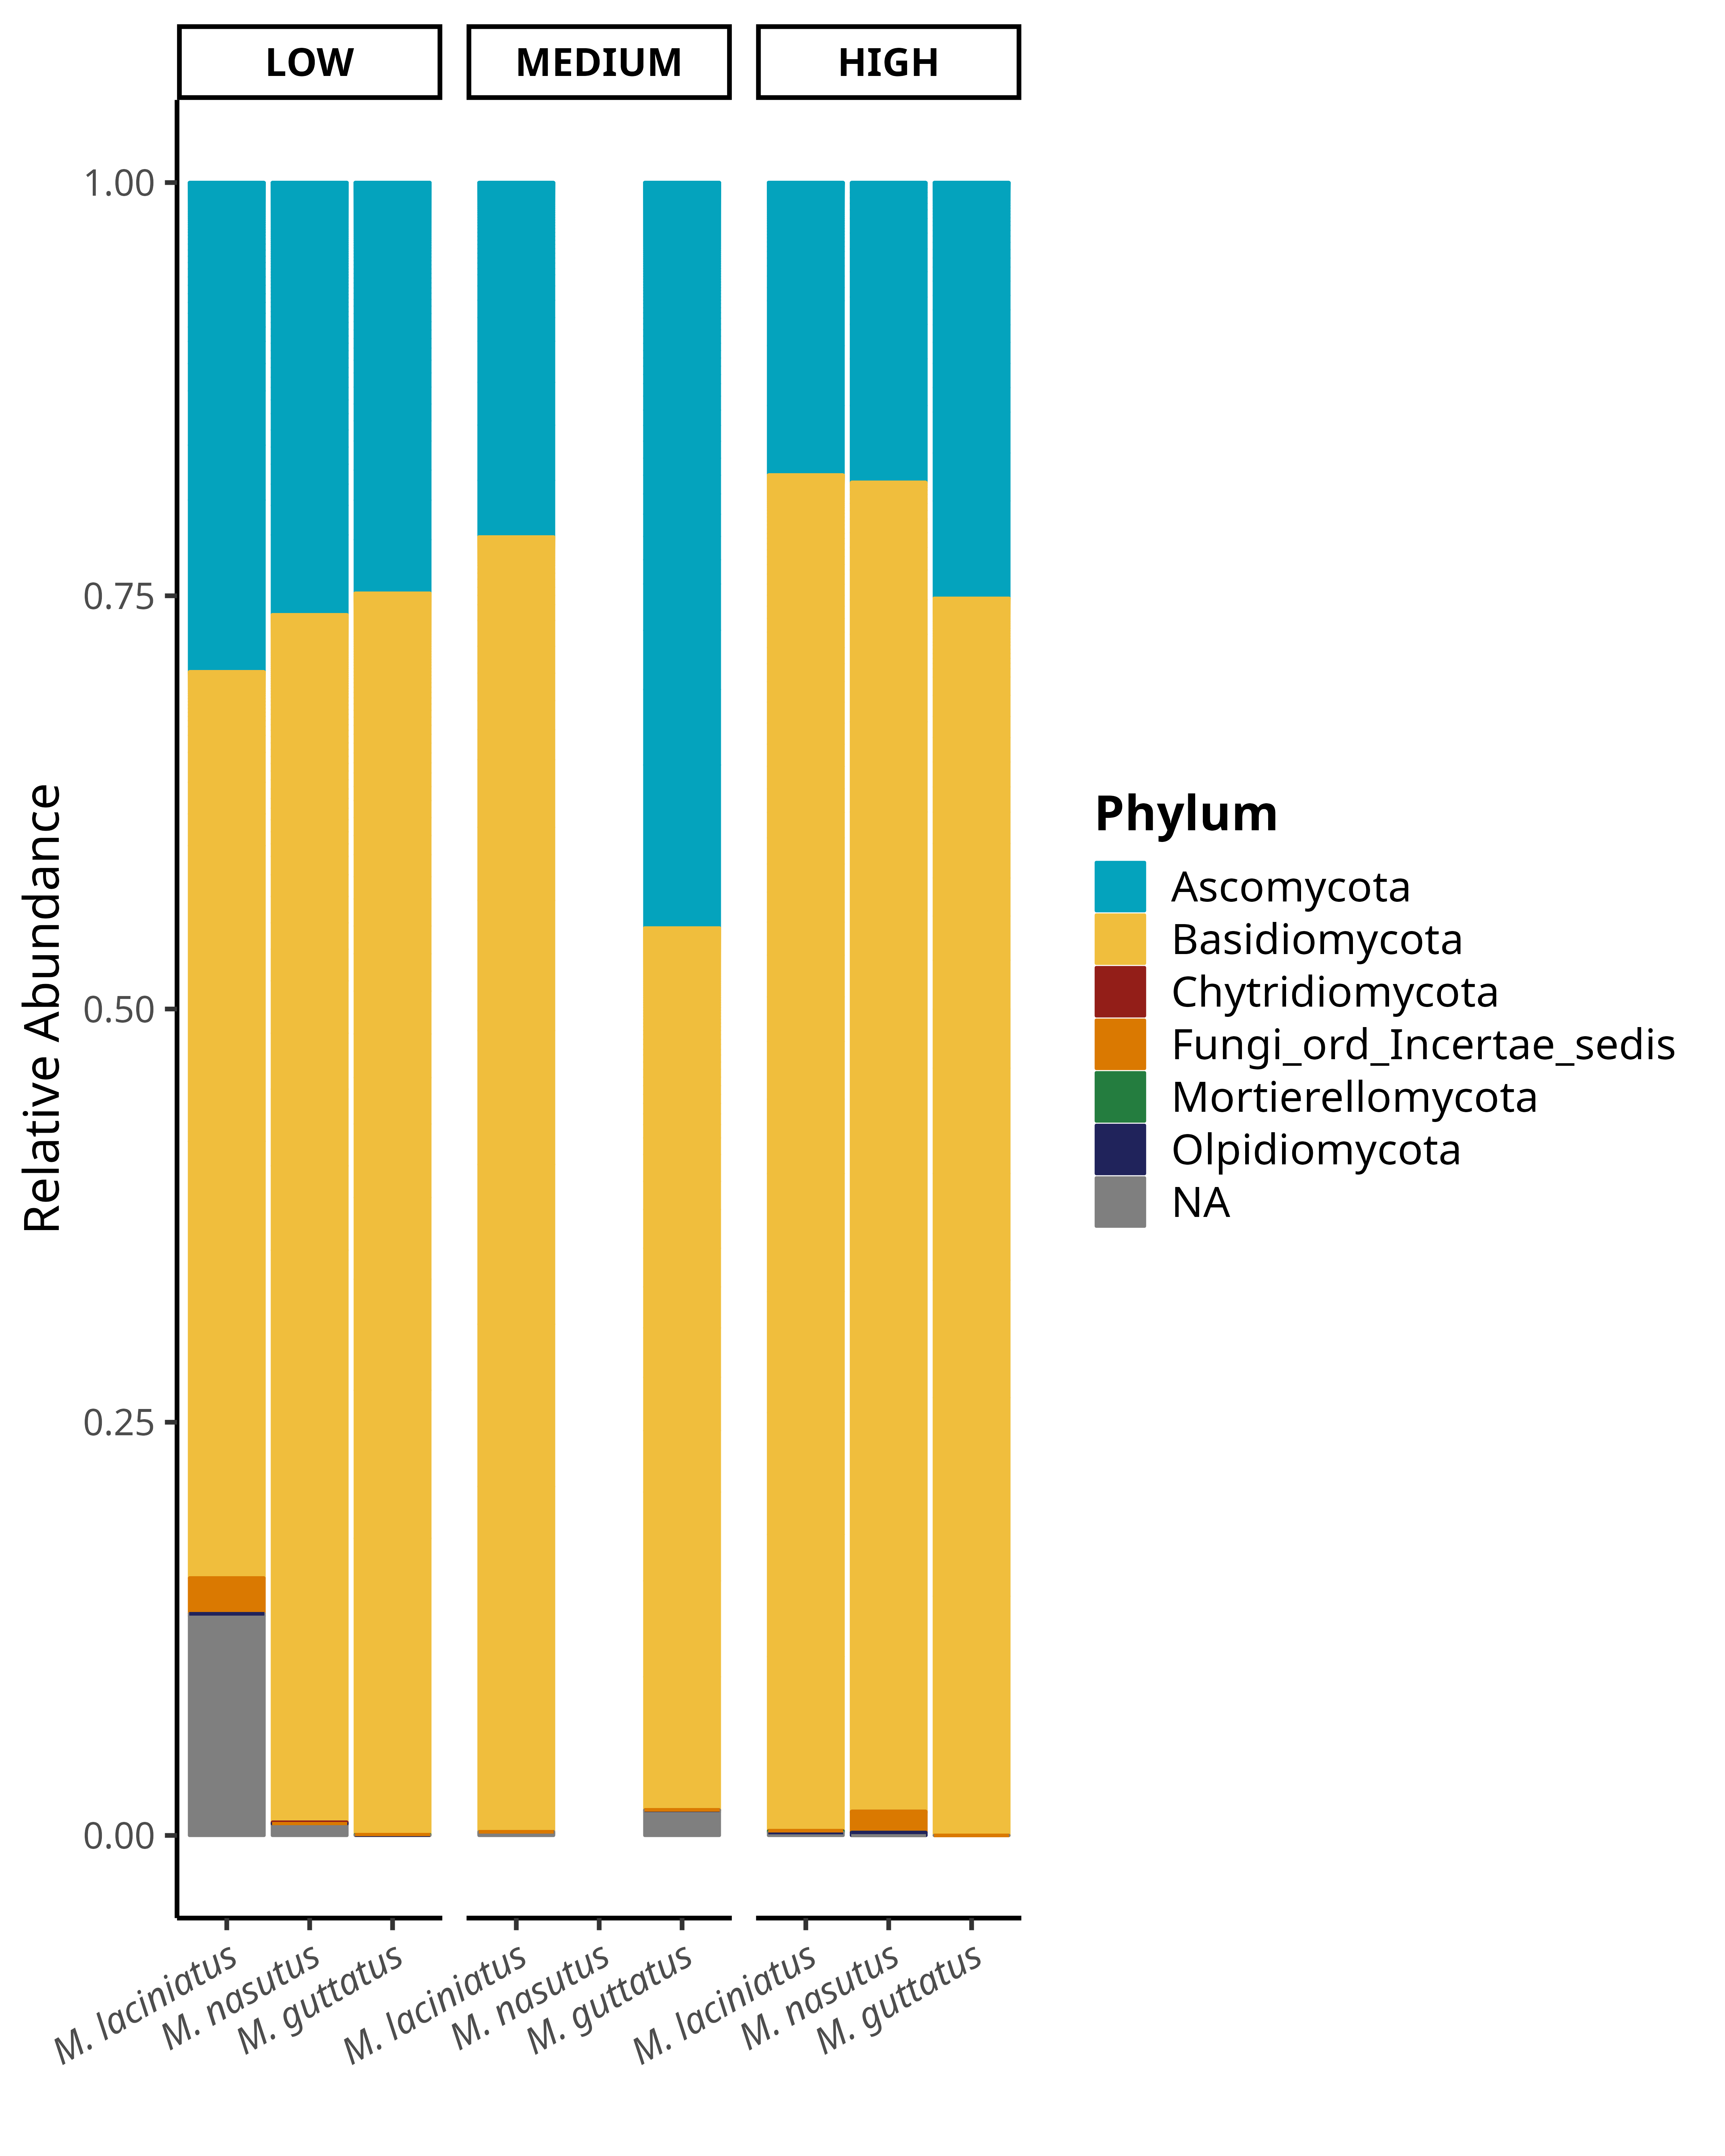 LOW MEDIUM HIGH
1.00
0.75
0.50
0.25
0.00
Relative Abundance
M. laciniatus
M. nasutus
M. guttatus
M. laciniatus
M. nasutus
M. guttatus
M. laciniatus
M. nasutus
M. guttatus
Phylum
Ascomycota
Basidiomycota
Chytridiomycota
Fungi_ord_Incertae_sedis
Mortierellomycota
Olpidiomycota
NA